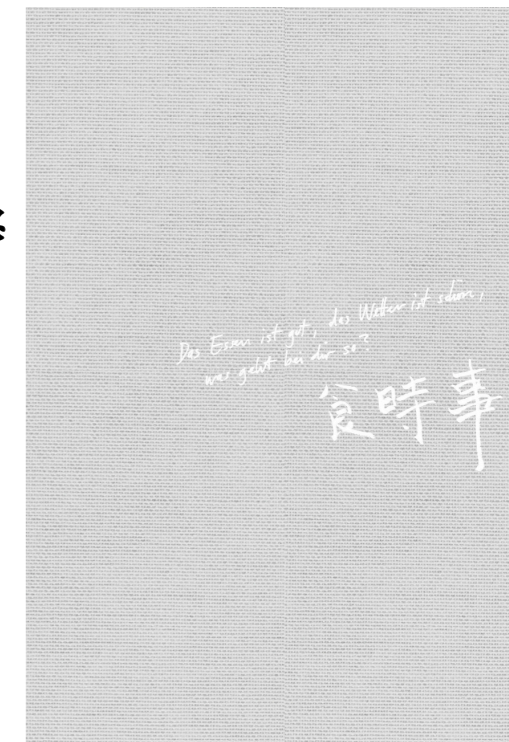 Das Essen ist gut, das Wetter ist schön,
was geht bei dir so?
食時事